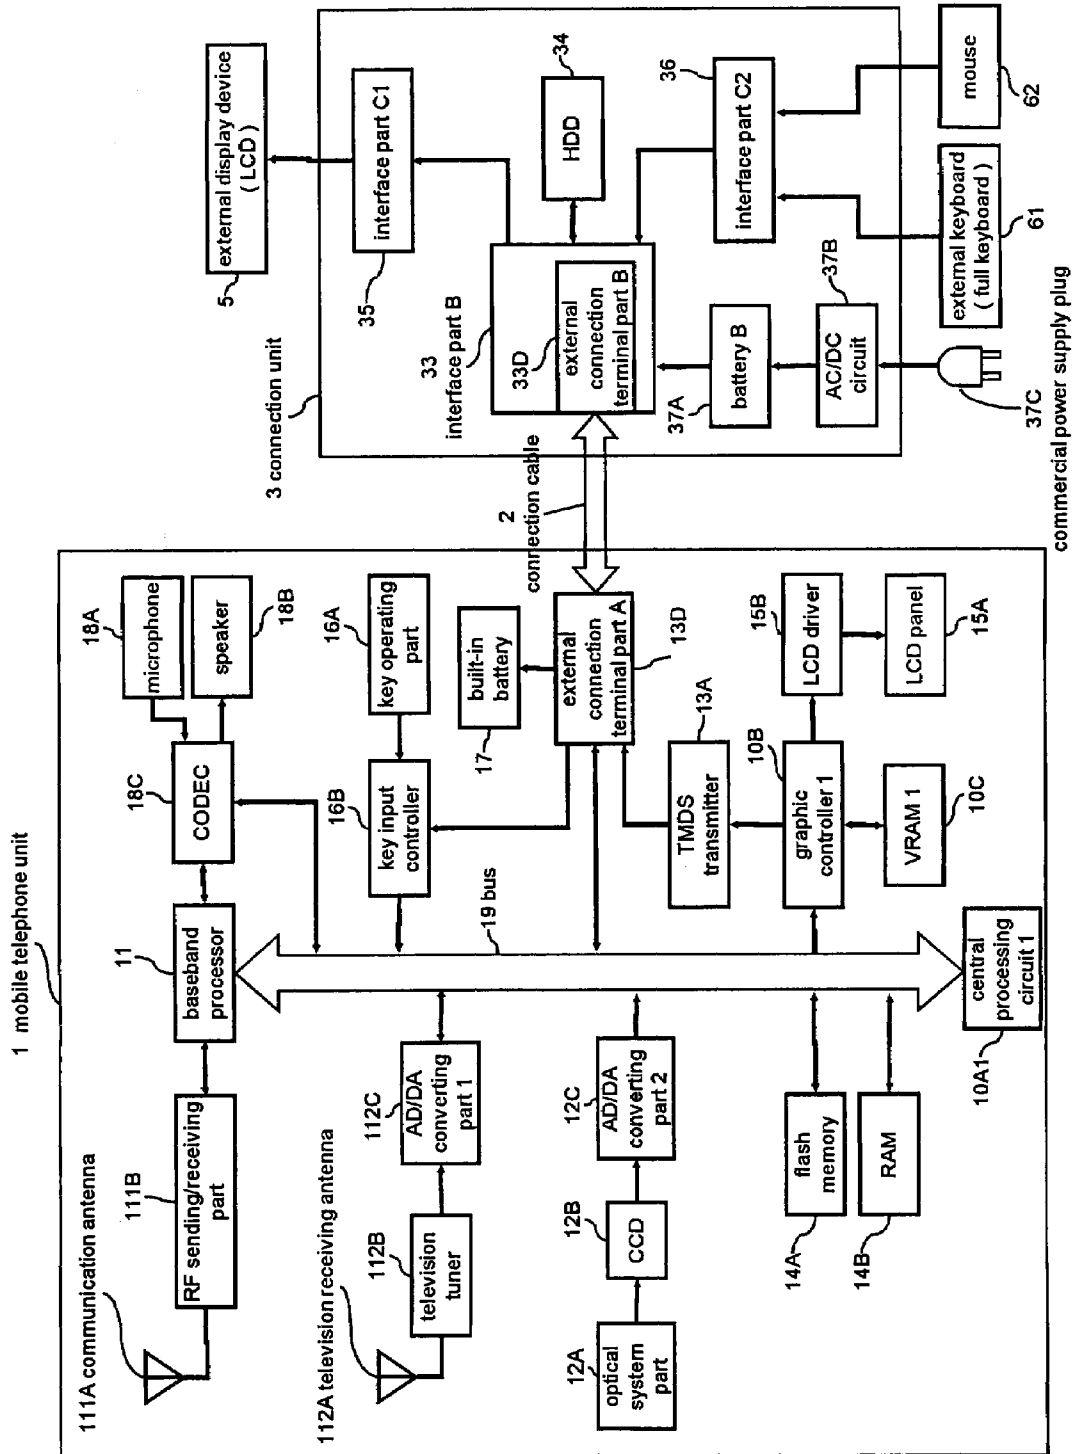 1 mobile telephone unit
111A communication antenna
111B
RF sending/receiving
part
11
baseband
processor
18C
CODEC
18A
microphone
speaker
18B
112A television receiving antenna
112B
television
tuner
112C
AD/DA
converting
part 1
16B
key input
controller
16A
key operating
part
12A
optical
system
part
12B
CCD
12C
AD/DA
converting
part 2
19 bus
17
built-in
battery
external
connection
terminal part A
13D
13A
TMDS
transmitter
14A
flash
memory
14B
RAM
10B
graphic
controller 1
VRAM 1
10C
15B
LCD driver
LCD panel
15A
10A1
central
processing
circuit 1
2
connection cable
3 connection unit
5
external display device
( LCD )
35
interface part C1
33
interface part B
33D
external
connection
terminal part B
34
HDD
36
interface part C2
37A
battery B
37B
AC/DC
circuit
37C
commercial power supply plug
external keyboard
( full keyboard )
61
mouse
62